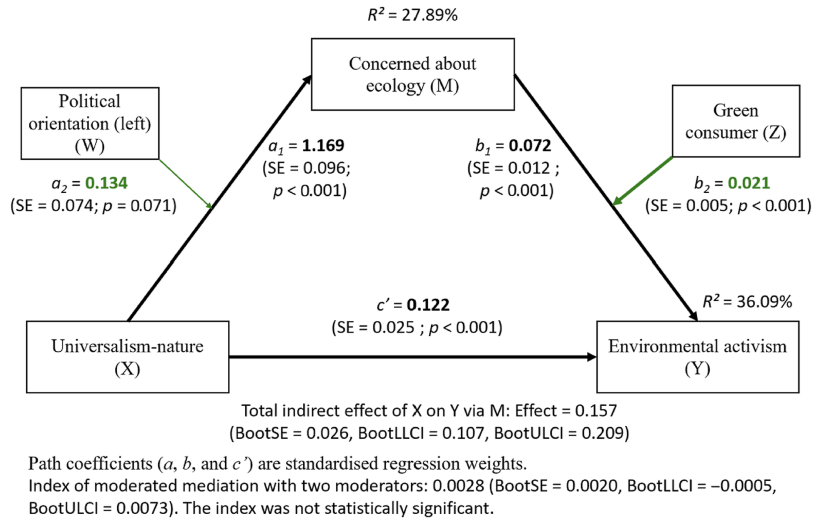 R² = 27.89%
Concerned about
ecology (M)
Political
orientation (left)
(W)
Green
consumer (Z)
a₁ = 1.169
(SE = 0.096;
p < 0.001)
b₁ = 0.072
(SE = 0.012 ;
p < 0.001)
a₂ = 0.134
(SE = 0.074; p = 0.071)
b₂ = 0.021
(SE = 0.005; p < 0.001)
c’ = 0.122
(SE = 0.025 ; p < 0.001)
R² = 36.09%
Universalism-nature
(X)
Environmental activism
(Y)
Total indirect effect of X on Y via M: Effect = 0.157
(BootSE = 0.026, BootLLCI = 0.107, BootULCI = 0.209)
Path coefficients (a, b, and c’) are standardised regression weights.
Index of moderated mediation with two moderators: 0.0028 (BootSE = 0.0020, BootLLCI = −0.0005,
BootULCI = 0.0073). The index was not statistically significant.